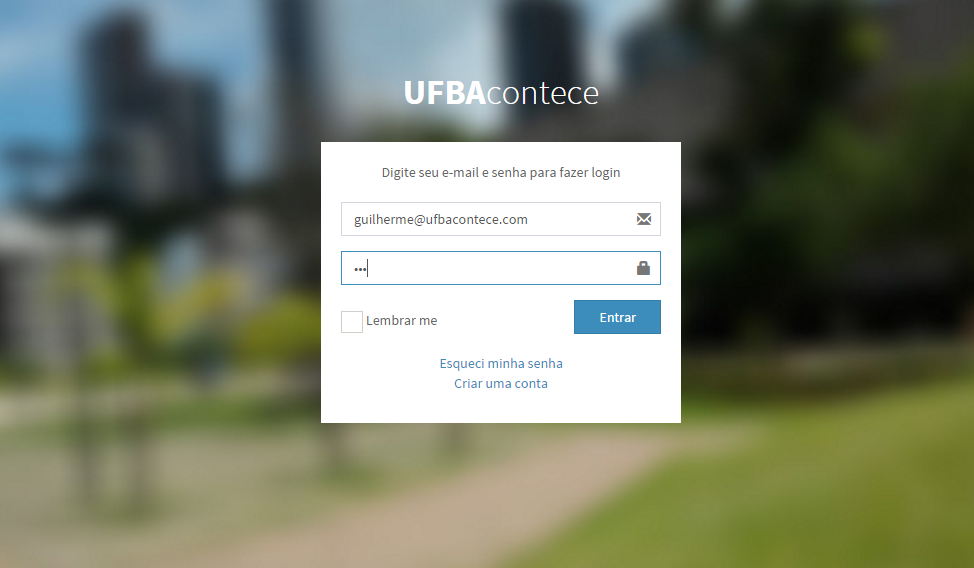 UFBAcontece
Digite seu e-mail e senha para fazer login
guilherme@ufbacontece.com
•••
Lembrar me
Entrar
Esqueci minha senha
Criar uma conta